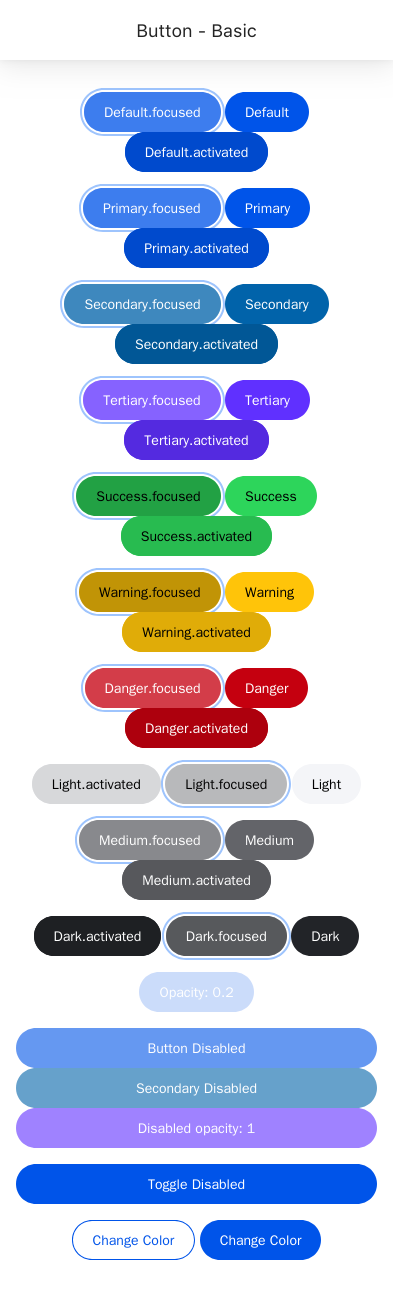 Button - Basic
Default.focused Default
Default.activated
Primary.focused Primary
Primary.activated
Secondary.focused Secondary
Secondary.activated
Tertiary.focused Tertiary
Tertiary.activated
Success.focused Success
Success.activated
Warning.focused Warning
Warning.activated
Danger.focused Danger
Danger.activated
Light.activated Light.focused Light
Medium.focused Medium
Medium.activated
Dark.activated Dark.focused Dark
Opacity: 0.2
Button Disabled
Secondary Disabled
Disabled opacity: 1
Toggle Disabled
Change Color Change Color